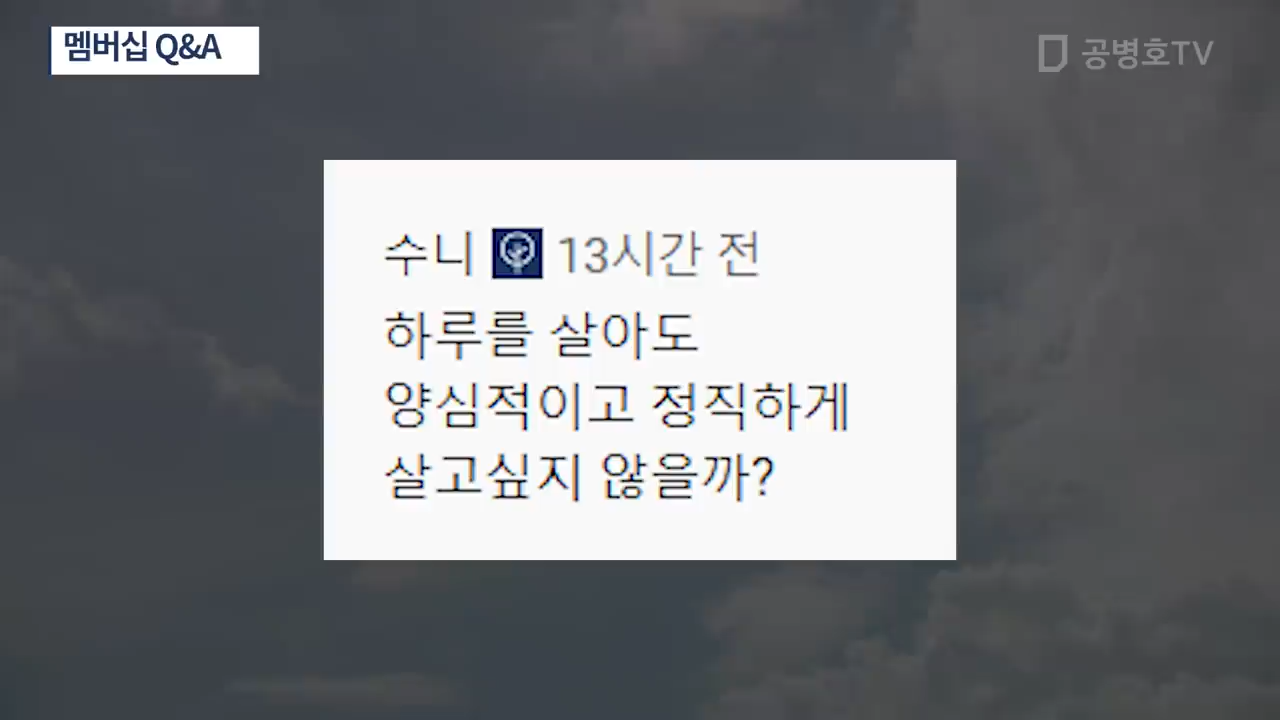 멤버십 Q&A
공병호TV
수니 13시간 전
하루를 살아도
양심적이고 정직하게
살고싶지 않을까?